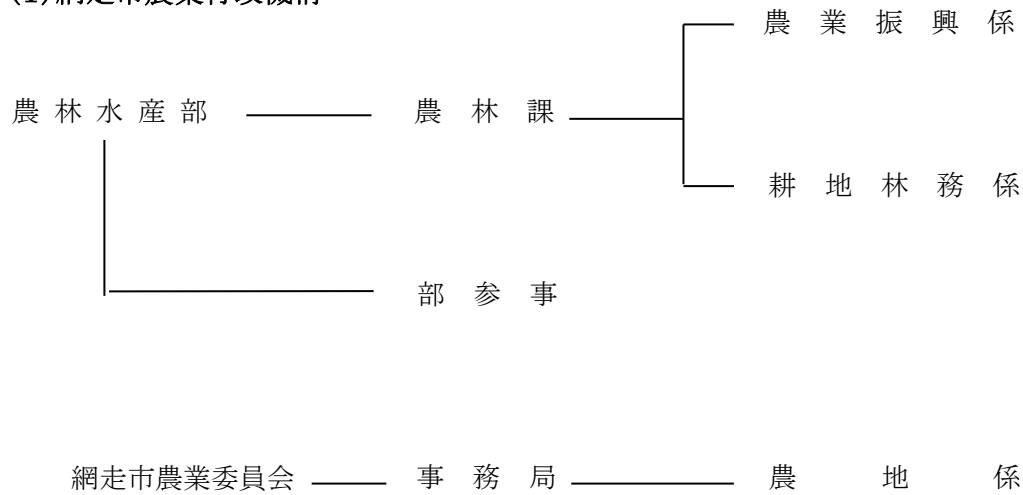 (1)網走市農業行政機構
農業振興係
農林水産部 農林課
耕地林務係
部参事
網走市農業委員会 事務局 農地係